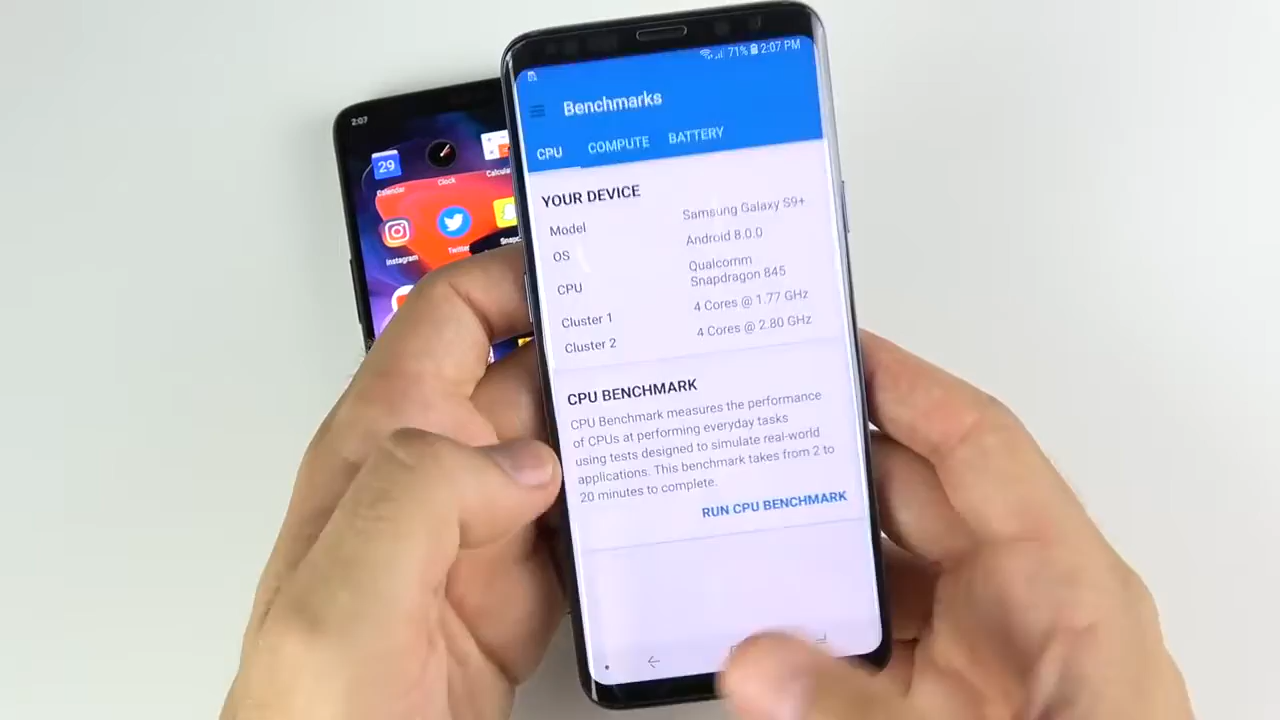 71% 2:07 PM
Benchmarks
CPU COMPUTE BATTERY
YOUR DEVICE
Model Samsung Galaxy S9+
OS Android 8.0.0
CPU Qualcomm
Snapdragon 845
Cluster 1 4 Cores @ 1.77 GHz
Cluster 2 4 Cores @ 2.80 GHz
CPU BENCHMARK
CPU Benchmark measures the performance
of CPUs at performing everyday tasks
using tests designed to simulate real-world
applications. This benchmark takes from 2 to
20 minutes to complete.
RUN CPU BENCHMARK
2:07
29
Calendar Clock Calcula
Instagram Twitter Snapc